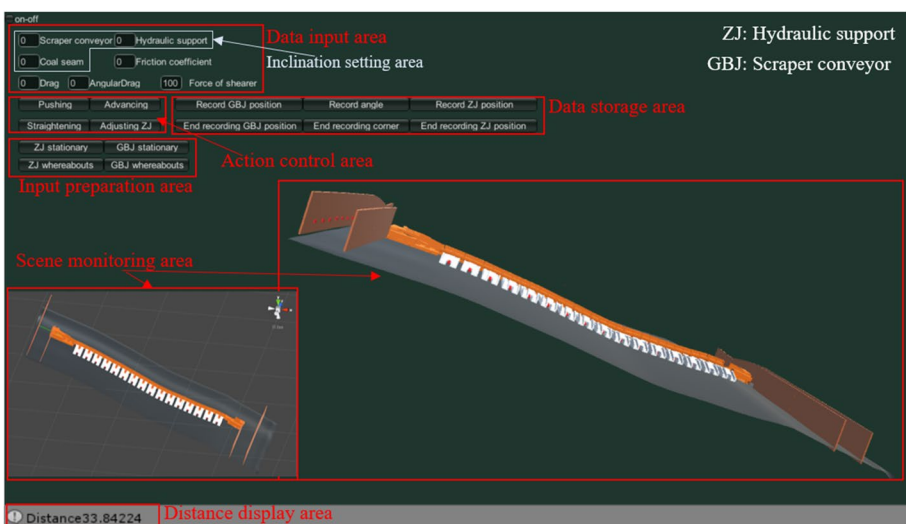 on-off
0 Scraper conveyor 0 Hydraulic support
Data input area
ZJ: Hydraulic support
0 Coal seam 0 Friction coefficient
Inclination setting area
GBJ: Scraper conveyor
0 Drag 0 AngularDrag 100 Force of shearer
Pushing Advancing Record GBJ position Record angle Record ZJ position
Data storage area
Straightening Adjusting ZJ End recording GBJ position End recording corner End recording ZJ position
ZJ stationary GBJ stationary
Action control area
ZJ whereabouts GBJ whereabouts
Input preparation area
Scene monitoring area
Distance33.84224
Distance display area